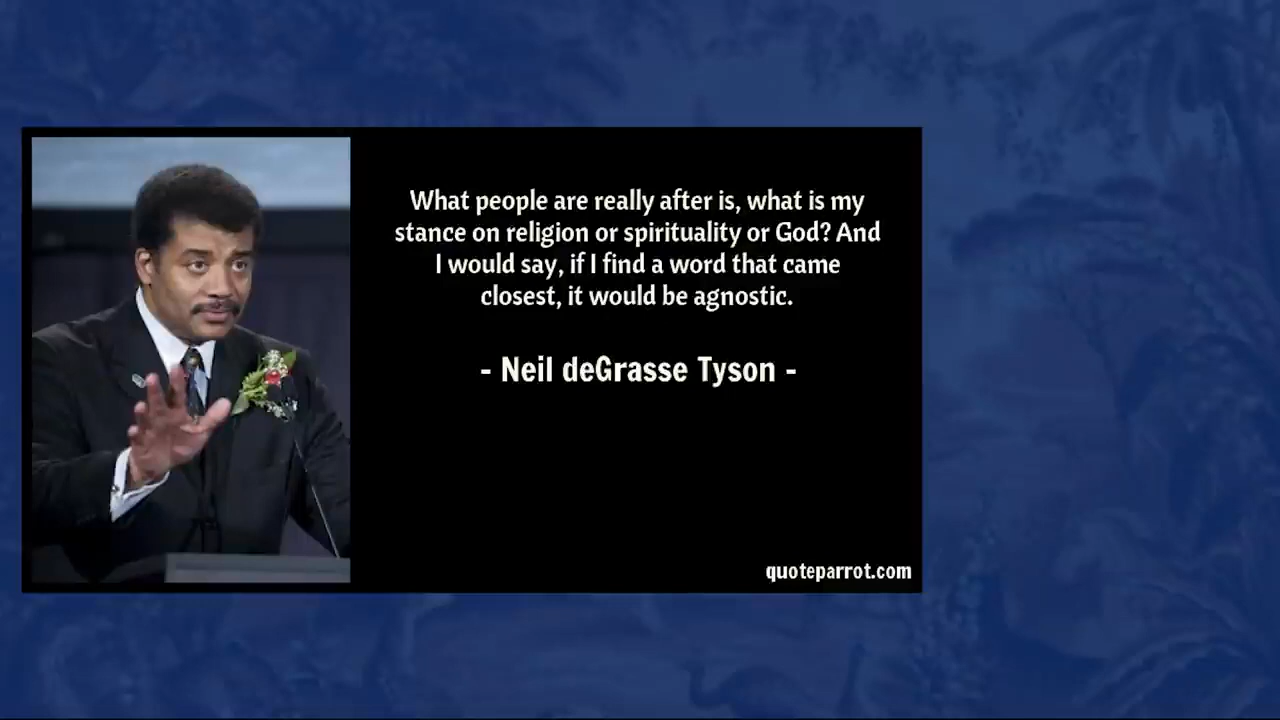 What people are really after is, what is my
stance on religion or spirituality or God? And
I would say, if I find a word that came
closest, it would be agnostic.
- Neil deGrasse Tyson -
quoteparrot.com